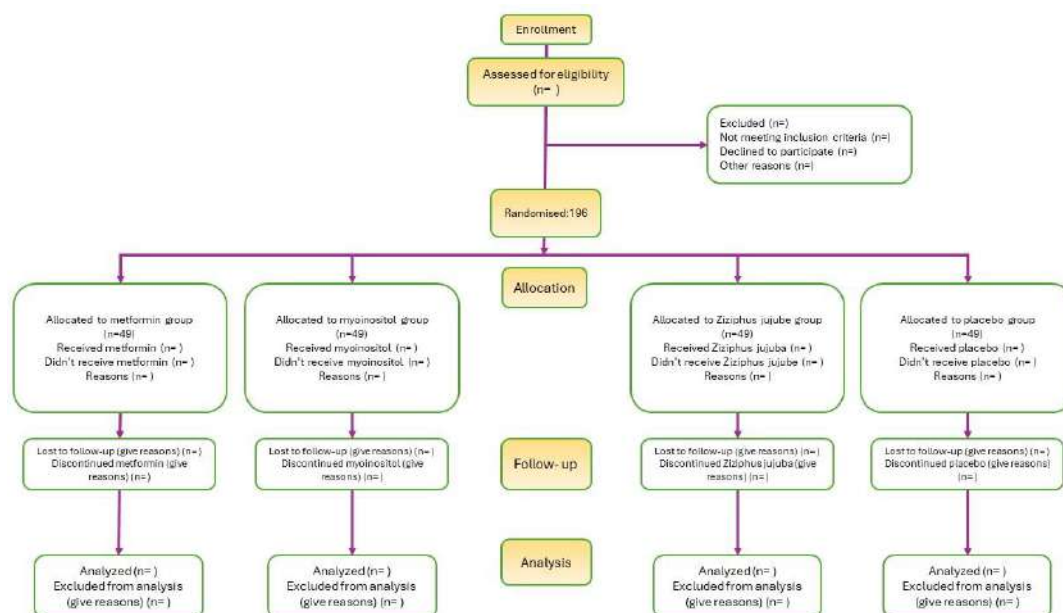 Enrollment
Assessed for eligibility
(n= )
Excluded (n=)
Not meeting inclusion criteria (n=)
Declined to participate (n=)
Other reasons (n=)
Randomised:196
Allocation
Allocated to metformin group
(n=49)
Received metformin (n= )
Didn't receive metformin (n= )
Reasons (n= )
Allocated to myoinositol group
(n=49)
Received myoinositol (n= )
Didn't receive myoinositol (n= )
Reasons (n= )
Allocated to Ziziphus jujube group
(n=49)
Received Ziziphus jujuba (n= )
Didn't receive Ziziphus jujube (n= )
Reasons (n= )
Allocated to placebo group
(n=49)
Received placebo (n= )
Didn't receive placebo (n= )
Reasons (n= )
Follow- up
Lost to follow-up (give reasons) (n=)
Discontinued metformin (give
reasons) (n=)
Lost to follow-up (give reasons) (n=)
Discontinued myoinositol (give
reasons) (n=)
Lost to follow-up (give reasons) (n=)
Discontinued Ziziphus jujuba (give
reasons) (n=)
Lost to follow-up (give reasons) (n=)
Discontinued placebo (give reasons)
(n=)
Analysis
Analyzed (n= )
Excluded from analysis
(give reasons) (n= )
Analyzed (n= )
Excluded from analysis
(give reasons) (n= )
Analyzed (n= )
Excluded from analysis
(give reasons) (n= )
Analyzed (n= )
Excluded from analysis
(give reasons) (n= )